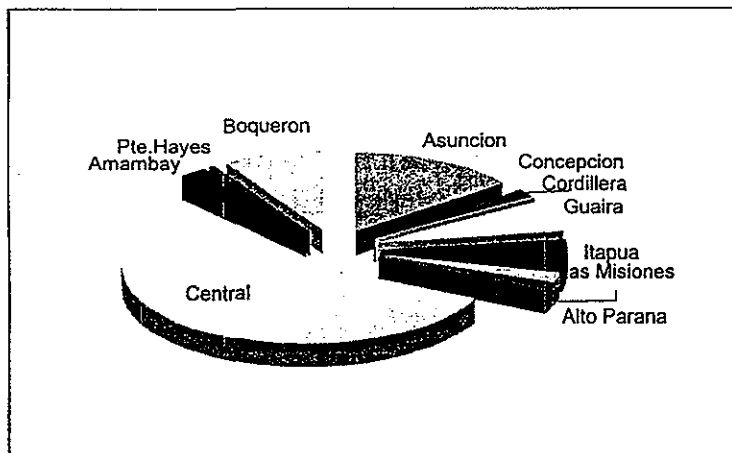 Boqueron
Asuncion
Pte.Hayes
Amambay
Concepcion
Cordillera
Guaira
Itapua
as Misiones
Alto Parana
Central